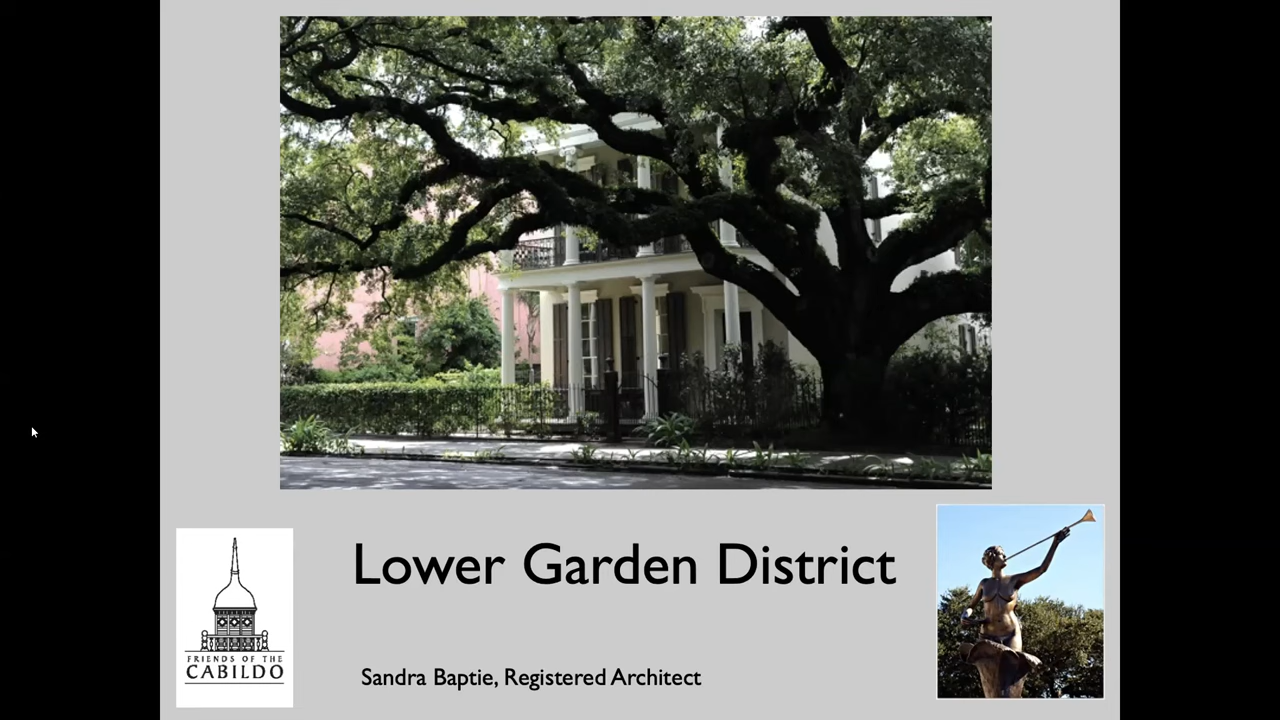 Lower Garden District
FRIENDS OF THE
CABILDO
Sandra Baptie, Registered Architect